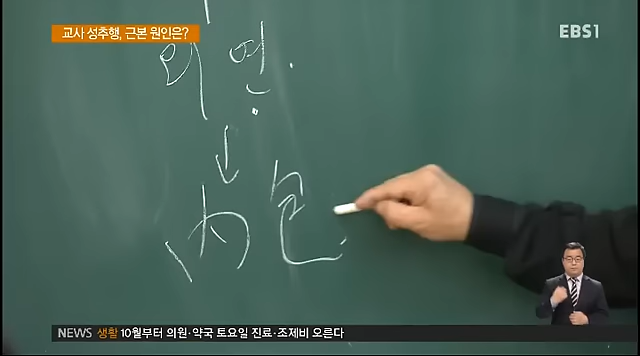 교사 성추행, 근본 원인은?
EBS1
외연.
NEWS 생활 10월부터 의원·약국 토요일 진료·조제비 오른다